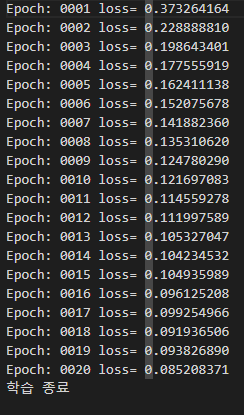 Epoch: 0001 loss= 0.373264164
Epoch: 0002 loss= 0.228888810
Epoch: 0003 loss= 0.198643401
Epoch: 0004 loss= 0.177555919
Epoch: 0005 loss= 0.162411138
Epoch: 0006 loss= 0.152075678
Epoch: 0007 loss= 0.141882360
Epoch: 0008 loss= 0.135310620
Epoch: 0009 loss= 0.124780290
Epoch: 0010 loss= 0.121697083
Epoch: 0011 loss= 0.114559278
Epoch: 0012 loss= 0.111997589
Epoch: 0013 loss= 0.105327047
Epoch: 0014 loss= 0.104234532
Epoch: 0015 loss= 0.104935989
Epoch: 0016 loss= 0.096125208
Epoch: 0017 loss= 0.099254966
Epoch: 0018 loss= 0.091936506
Epoch: 0019 loss= 0.093826890
Epoch: 0020 loss= 0.085208371
학습 종료